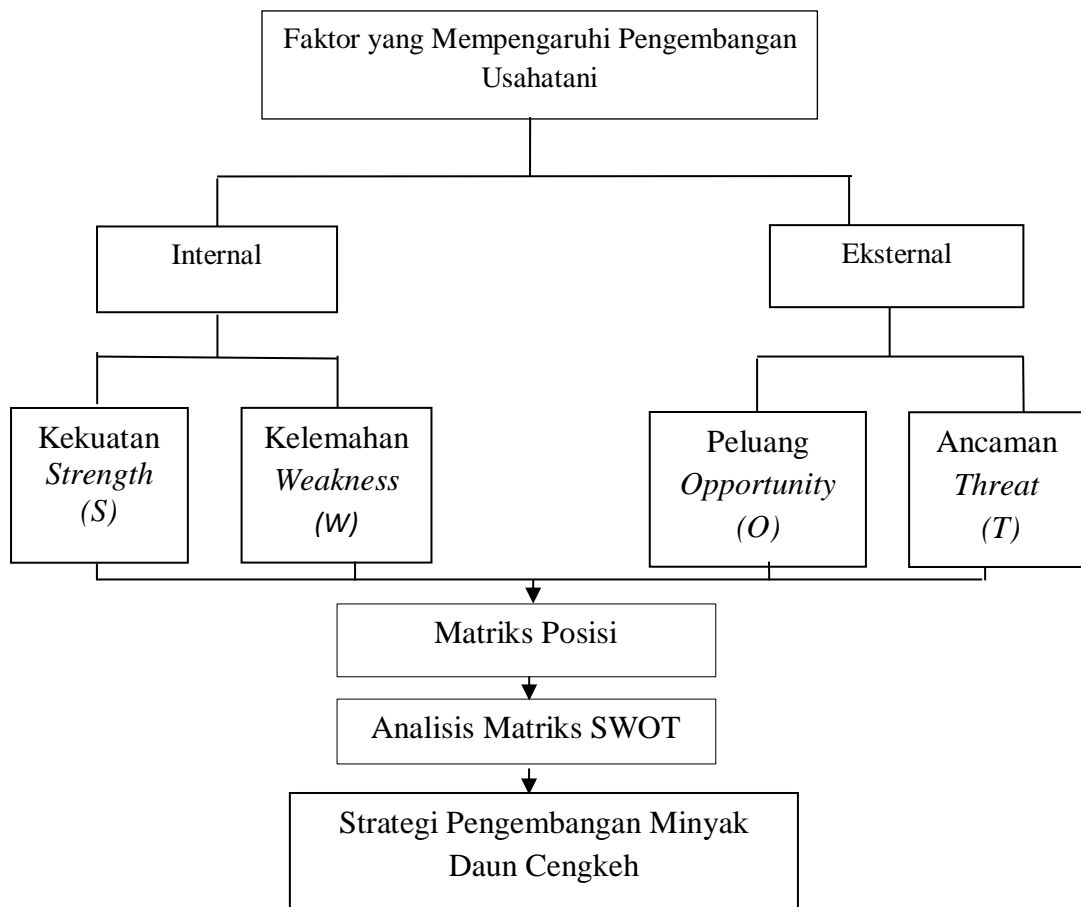 Faktor yang Mempengaruhi Pengembangan
Usahatani
Internal
Eksternal
Kekuatan
Strength
(S)
Kelemahan
Weakness
(W)
Peluang
Opportunity
(O)
Ancaman
Threat
(T)
Matriks Posisi
Analisis Matriks SWOT
Strategi Pengembangan Minyak
Daun Cengkeh